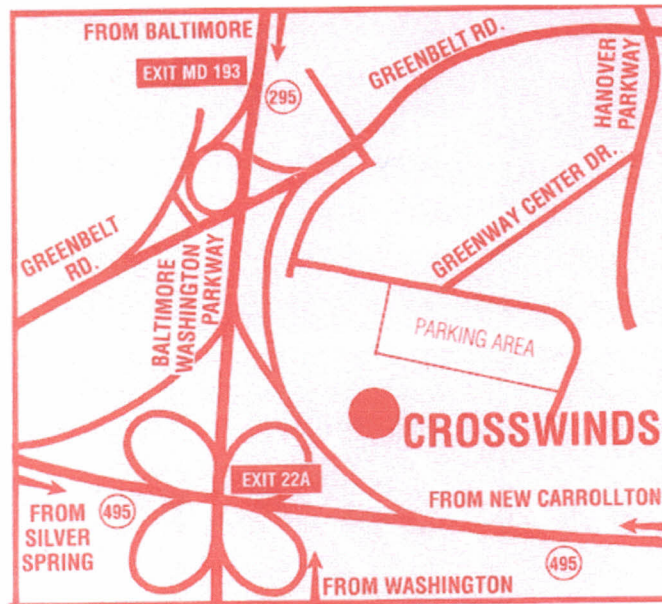 FROM BALTIMORE
EXIT MD 193
295
GREENBELT RD.
HANOVER
PARKWAY
GREENWAY CENTER DR.
GREENBELT
RD.
BALTIMORE
WASHINGTON
PARKWAY
PARKING AREA
CROSSWINDS
EXIT 22A
FROM NEW CARROLLTON
FROM
SILVER
SPRING
495
495
FROM WASHINGTON